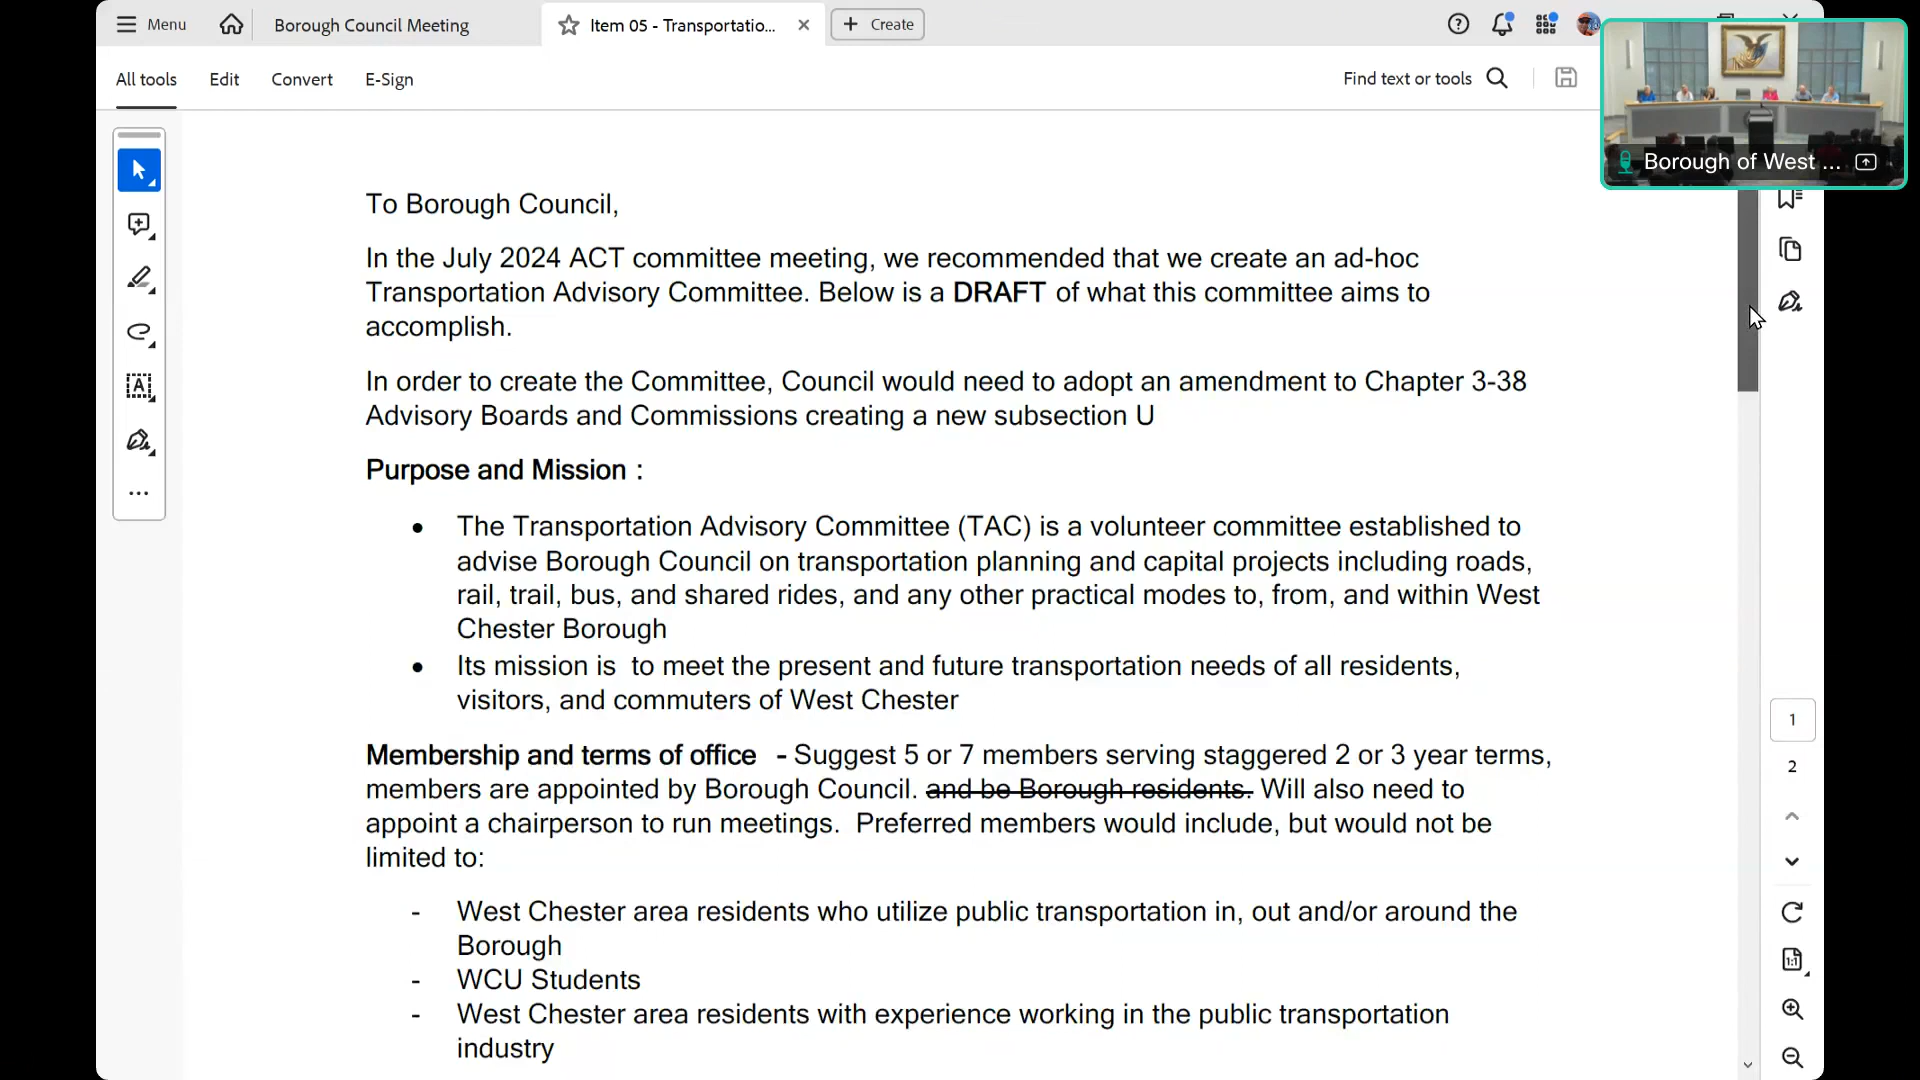 Menu
Borough Council Meeting
Item 05 - Transportatio...
Create
All tools
Edit
Convert
E-Sign
Find text or tools
Borough of West ...
To Borough Council,
In the July 2024 ACT committee meeting, we recommended that we create an ad-hoc
Transportation Advisory Committee. Below is a DRAFT of what this committee aims to
accomplish.
In order to create the Committee, Council would need to adopt an amendment to Chapter 3-38
Advisory Boards and Commissions creating a new subsection U
Purpose and Mission :
• The Transportation Advisory Committee (TAC) is a volunteer committee established to
advise Borough Council on transportation planning and capital projects including roads,
rail, trail, bus, and shared rides, and any other practical modes to, from, and within West
Chester Borough
• Its mission is to meet the present and future transportation needs of all residents,
visitors, and commuters of West Chester
Membership and terms of office - Suggest 5 or 7 members serving staggered 2 or 3 year terms,
members are appointed by Borough Council. and be Borough residents. Will also need to
appoint a chairperson to run meetings. Preferred members would include, but would not be
limited to:
- West Chester area residents who utilize public transportation in, out and/or around the
Borough
- WCU Students
- West Chester area residents with experience working in the public transportation
industry
1
2
1:1